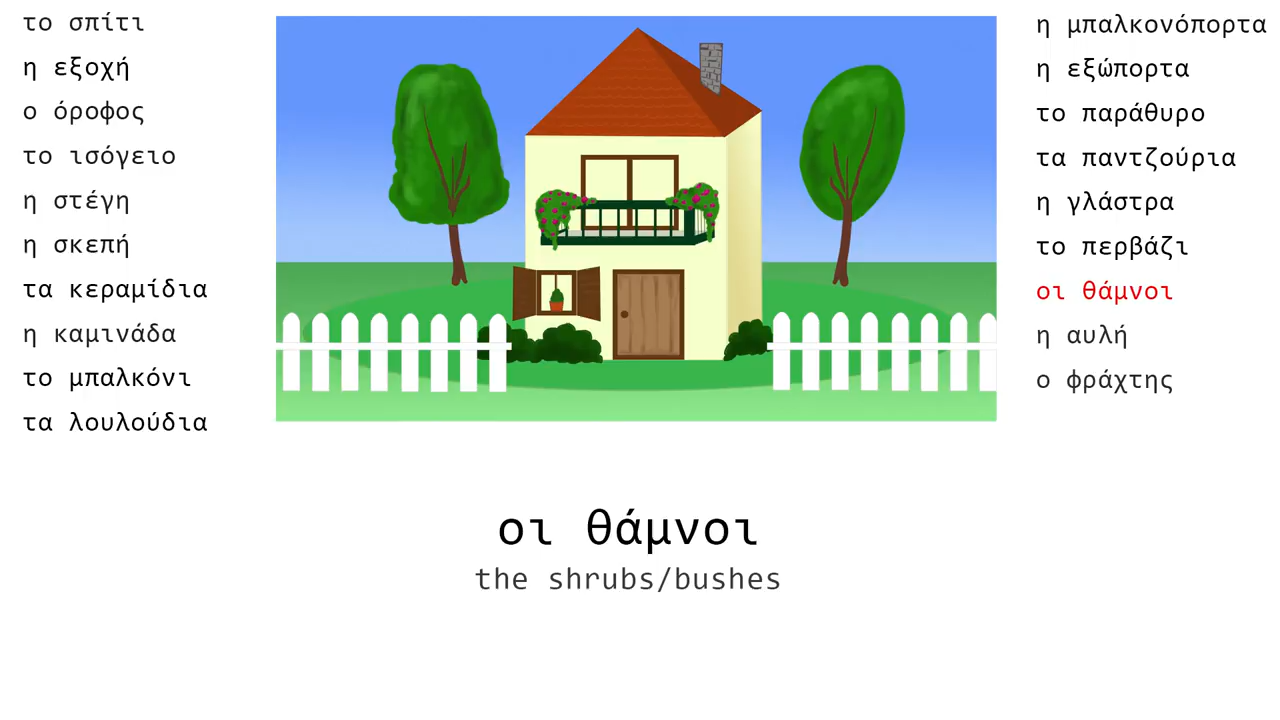 το σπίτι
η εξοχή
ο όροφος
το ισόγειο
η στέγη
η σκεπή
τα κεραμίδια
η καμινάδα
το μπαλκόνι
τα λουλούδια
η μπαλκονόπορτα
η εξώπορτα
το παράθυρο
τα παντζούρια
η γλάστρα
το περβάζι
οι θάμνοι
η αυλή
ο φράχτης
οι θάμνοι
the shrubs/bushes